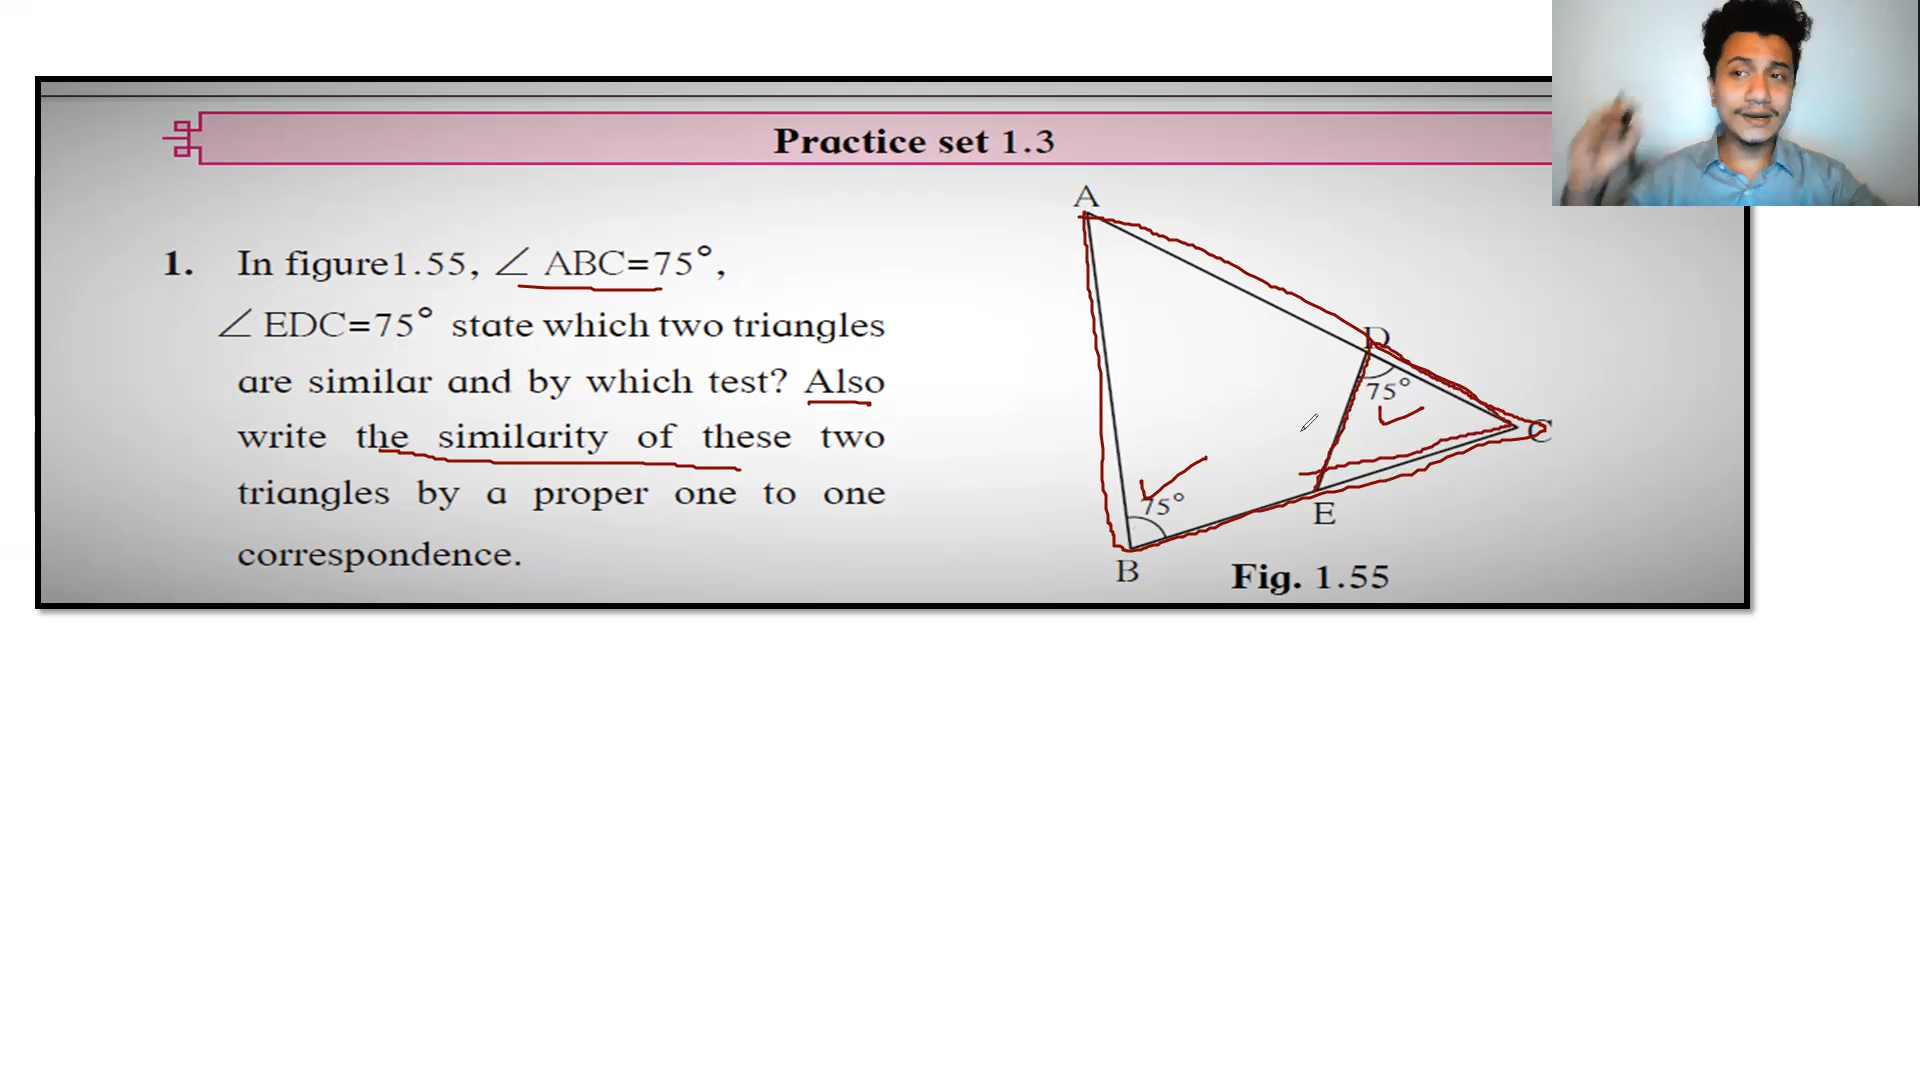 Practice set 1.3
1. In figure1.55, ∠ ABC=75°,
∠ EDC=75° state which two triangles
are similar and by which test? Also
write the similarity of these two
triangles by a proper one to one
correspondence.
A
D
75°
C
75°
E
B
Fig. 1.55